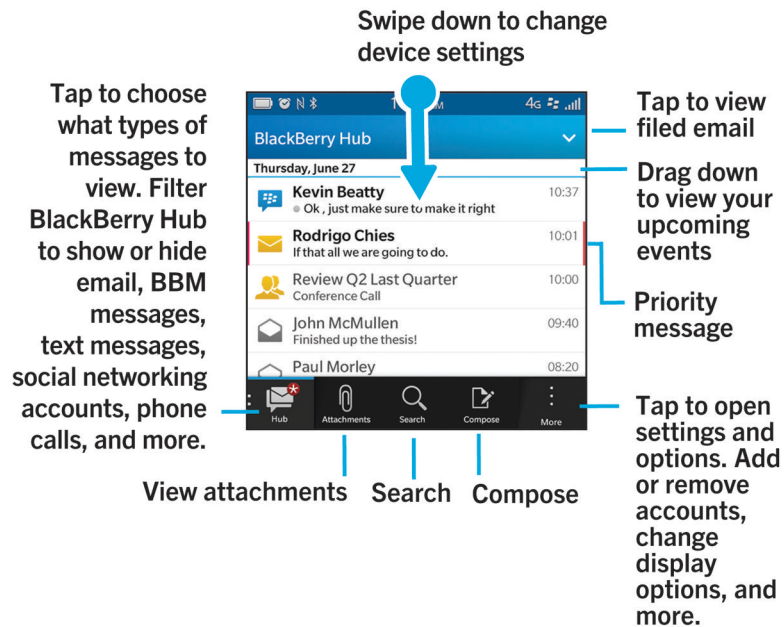 Swipe down to change
device settings
Tap to choose
what types of
messages to
view. Filter
BlackBerry Hub
to show or hide
email, BBM
messages,
text messages,
social networking
accounts, phone
calls, and more.
4G
BlackBerry Hub
Thursday, June 27
Kevin Beatty 10:37
Ok , just make sure to make it right
Rodrigo Chies 10:01
If that all we are going to do.
Review Q2 Last Quarter 10:00
Conference Call
John McMullen 09:40
Finished up the thesis!
Paul Morley 08:20
Hub Attachments Search Compose More
Tap to view
filed email
Drag down
to view your
upcoming
events
Priority
message
Tap to open
settings and
options. Add
or remove
accounts,
change
display
options, and
more.
View attachments Search Compose